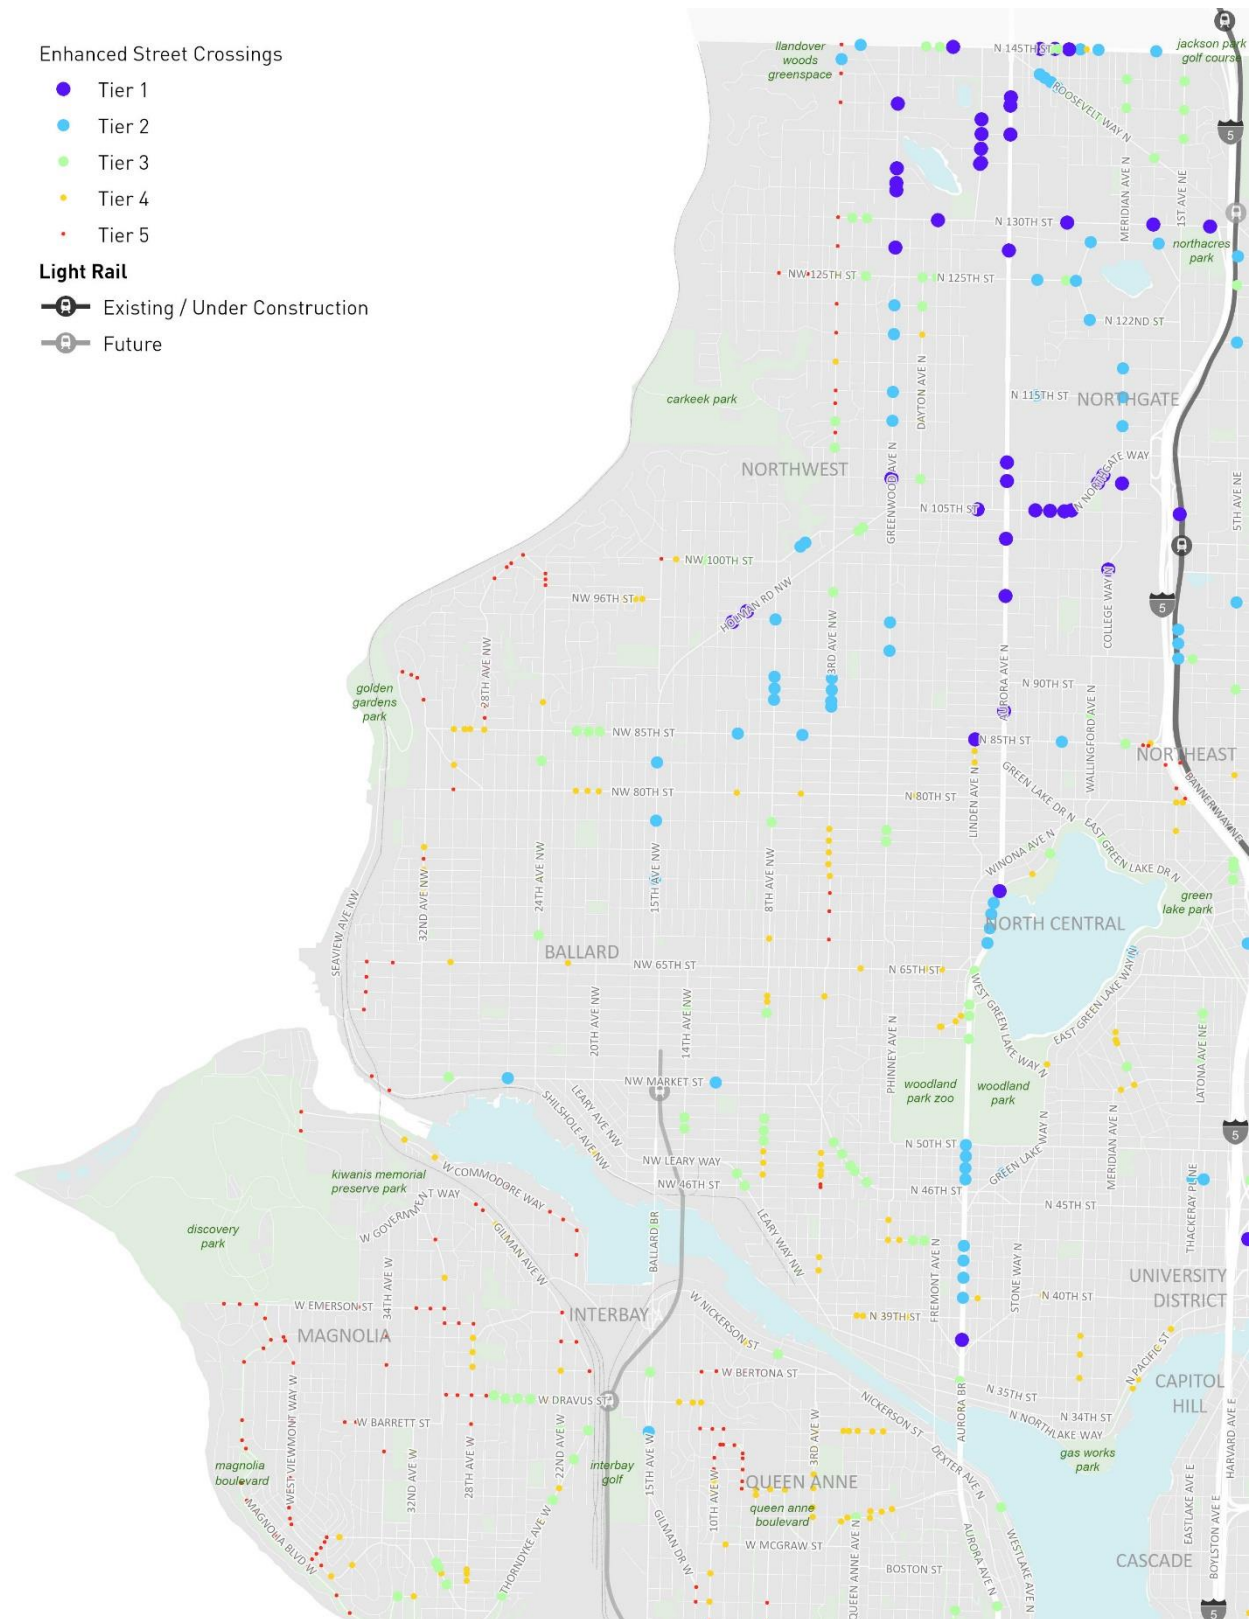 Enhanced Street Crossings
Tier 1
Tier 2
Tier 3
Tier 4
Tier 5
Light Rail
Existing / Under Construction
Future
llandover
woods
greenspace
N 145TH ST
jackson park
golf course
ROOSEVELT WAY N
5
MERIDIAN AVE N
1ST AVE NE
N 130TH ST
northacres
park
NW 125TH ST
N 125TH ST
N 122ND ST
carkeek park
DAYTON AVE N
N 115TH ST
NORTHGATE
NORTHWEST
GREENWOOD AVE N
N NORTHGATE WAY
5TH AVE NE
N 105TH ST
NW 100TH ST
NW 96TH ST
HOLMAN RD NW
3RD AVE NW
COLLEGE WAY N
5
28TH AVE NW
golden
gardens
park
AURORA AVE N
N 90TH ST
WALLINGFORD AVE N
NW 85TH ST
N 85TH ST
NORTHEAST
NW 80TH ST
N 80TH ST
LINDEN AVE N
GREEN LAKE DR N
BANNER WAY NE
WINONA AVE N
EAST GREEN LAKE DR N
32ND AVE NW
24TH AVE NW
15TH AVE NW
8TH AVE NW
green
lake park
SEAVIEW AVE NW
NORTH CENTRAL
BALLARD
NW 65TH ST
N 65TH ST
WEST GREEN LAKE WAY N
EAST GREEN LAKE WAY N
20TH AVE NW
14TH AVE NW
PHINNEY AVE N
LATONA AVE NE
NW MARKET ST
woodland
park zoo
woodland
park
LEARY AVE NW
SHILSHOLE AVE NW
MERIDIAN AVE N
5
N 50TH ST
GREEN LAKE WAY N
NW LEARY WAY
NW 46TH ST
N 46TH ST
N 45TH ST
THACKERAY PL NE
kiwanis memorial
preserve park
W COMMODORE WAY
W GOVERNMENT WAY
discovery
park
GILMAN AVE W
BALLARD BR
LEARY WAY NW
34TH AVE W
FREMONT AVE N
STONE WAY N
UNIVERSITY
DISTRICT
W EMERSON ST
INTERBAY
W NICKERSON ST
N 40TH ST
N 39TH ST
MAGNOLIA
N PACIFIC ST
W BERTONA ST
CAPITOL
HILL
W DRAVUS ST
N 35TH ST
WEST VIEWMONT WAY W
W BARRETT ST
NICKERSON ST
AURORA BR
N 34TH ST
N NORTHLAKE WAY
HARVARD AVE E
magnolia
boulevard
32ND AVE W
28TH AVE W
22ND AVE W
interbay
golf
15TH AVE W
10TH AVE W
3RD AVE W
DEXTER AVE N
gas works
park
QUEEN ANNE
queen anne
boulevard
MAGNOLIA BLVD W
THORNDYKE AVE W
GILMAN DR W
W MCGRAW ST
QUEEN ANNE AVE N
BOSTON ST
AURORA AVE N
WESTLAKE AVE N
EASTLAKE AVE E
BOYLSTON AVE E
CASCADE
5